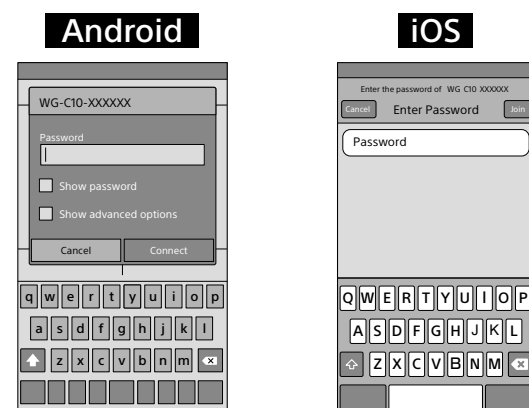 Android
WG-C10-XXXXXX
Password
Show password
Show advanced options
Cancel Connect
q w e r t y u i o p
a s d f g h j k l
z x c v b n m
iOS
Enter the password of WG C10 XXXXXX
Cancel Enter Password Join
Password
Q W E R T Y U I O P
A S D F G H J K L
Z X C V B N M